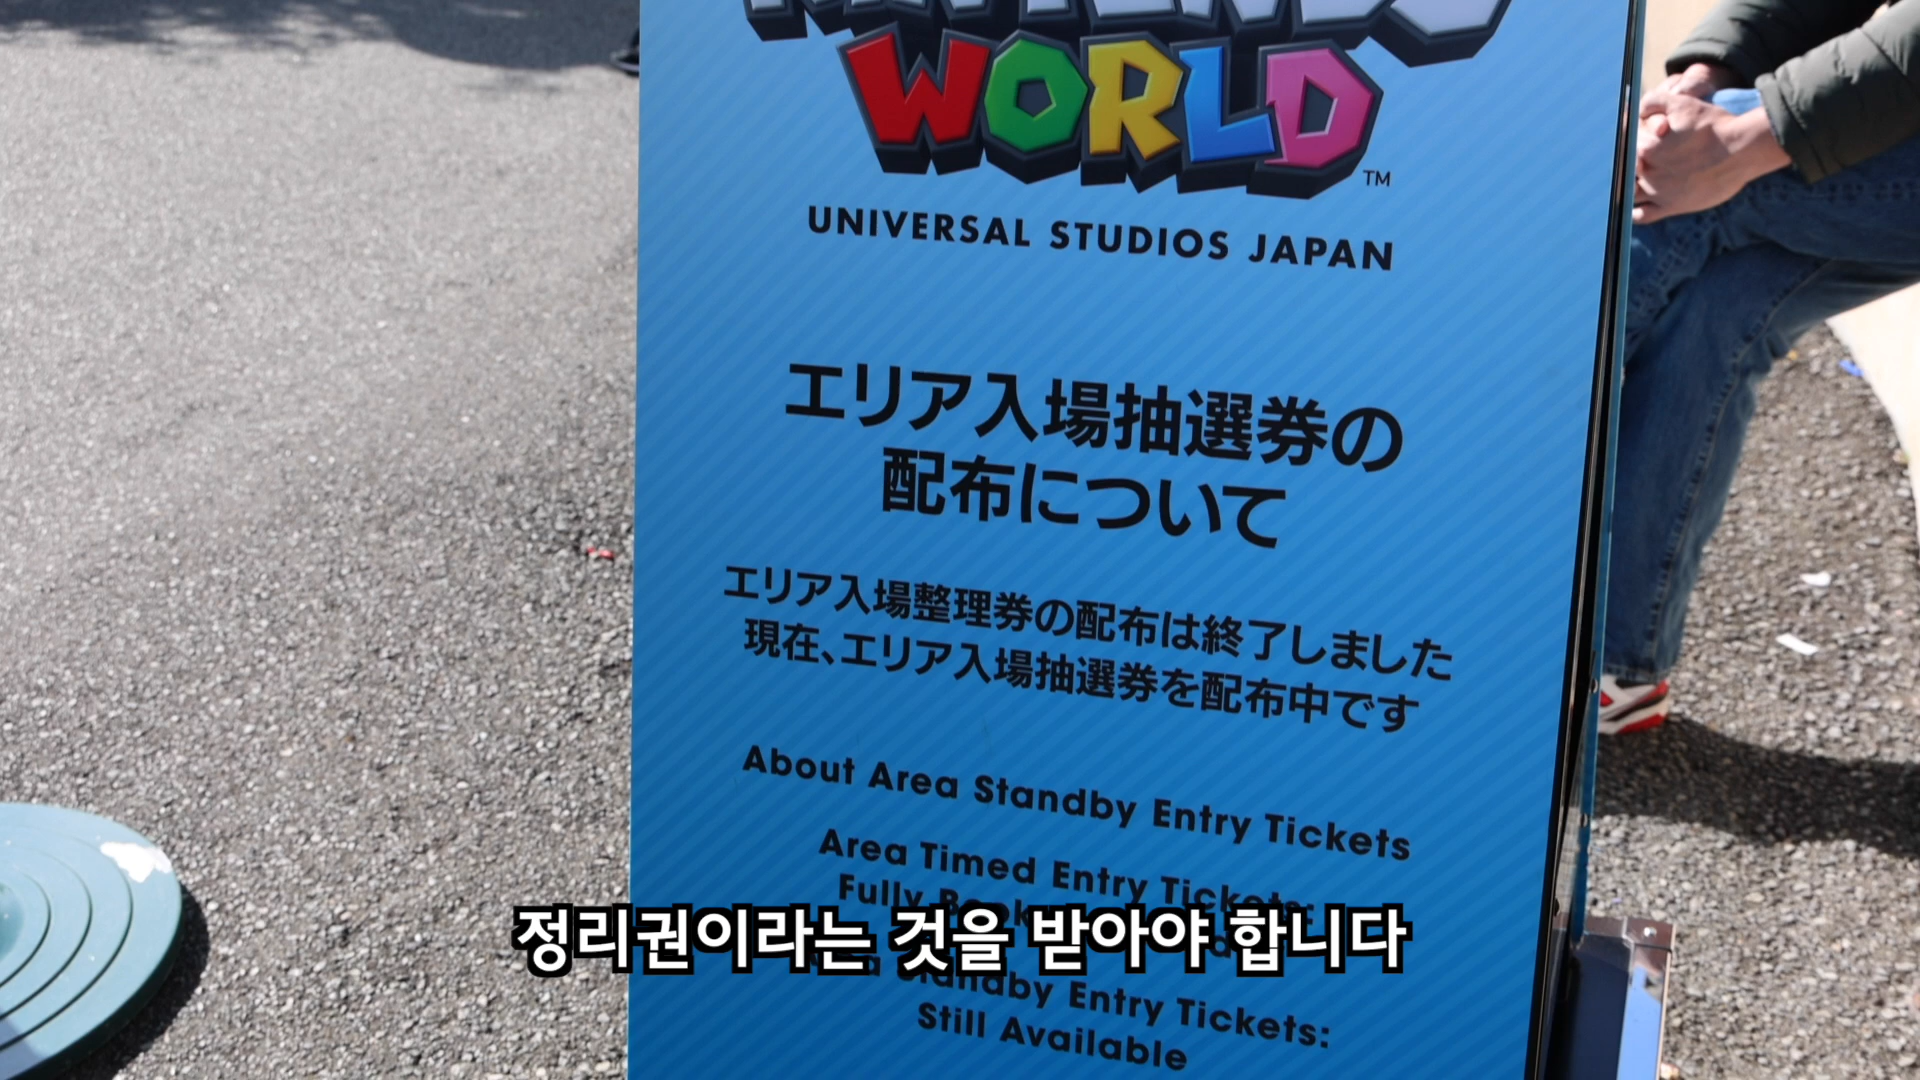 NINTENDO
WORLD
TM
UNIVERSAL STUDIOS JAPAN
エリア入場抽選券の
配布について
エリア入場整理券の配布は終了しました
現在、エリア入場抽選券を配布中です
About Area Standby Entry Tickets
Area Timed Entry Tickets:
Fully
정리권이라는 것을 받아야 합니다
Standby Entry Tickets:
Still Available